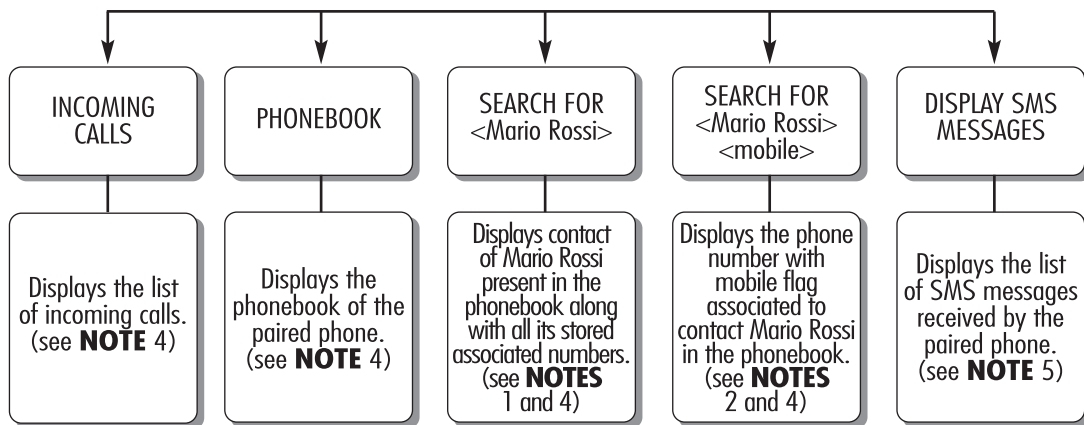 INCOMING
CALLS
PHONEBOOK
SEARCH FOR
<Mario Rossi>
SEARCH FOR
<Mario Rossi>
<mobile>
DISPLAY SMS
MESSAGES
Displays the list
of incoming calls.
(see NOTE 4)
Displays the
phonebook of the
paired phone.
(see NOTE 4)
Displays contact
of Mario Rossi
present in the
phonebook along
with all its stored
associated numbers.
(see NOTES
1 and 4)
Displays the phone
number with
mobile flag
associated to
contact Mario Rossi
in the phonebook.
(see NOTES
2 and 4)
Displays the list
of SMS messages
received by the
paired phone.
(see NOTE 5)